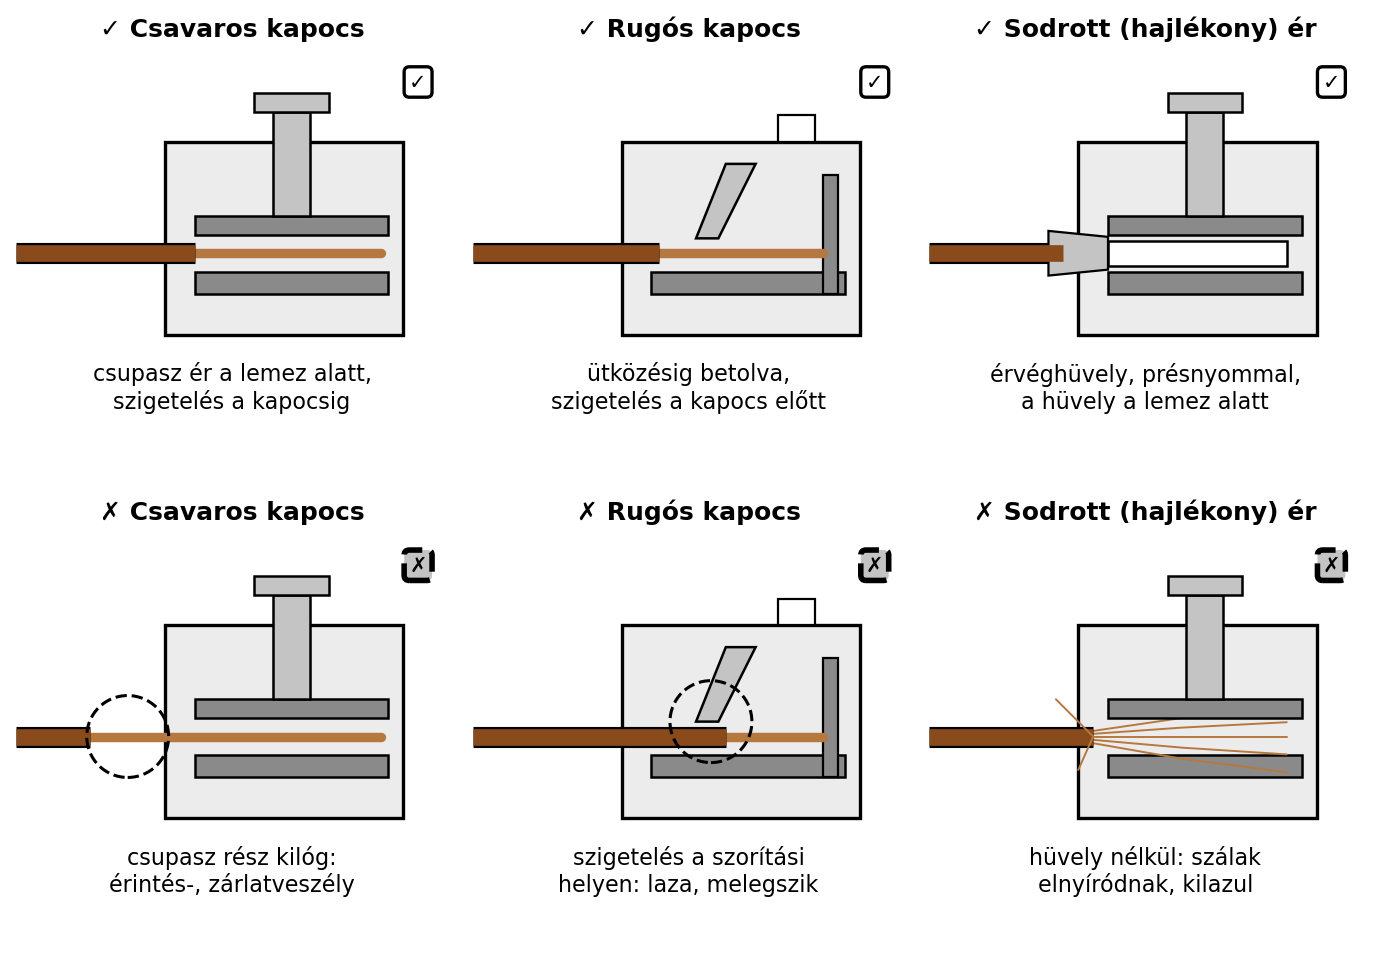 ✓ Csavaros kapocs
✓ Rugós kapocs
✓ Sodrott (hajlékony) ér
✓
✓
✓
csupasz ér a lemez alatt,
szigetelés a kapocsig
ütközésig betolva,
szigetelés a kapocs előtt
érvéghüvely, présnyommal,
a hüvely a lemez alatt
✗ Csavaros kapocs
✗ Rugós kapocs
✗ Sodrott (hajlékony) ér
✗
✗
✗
csupasz rész kilóg:
érintés-, zárlatveszély
szigetelés a szorítási
helyen: laza, melegszik
hüvely nélkül: szálak
elnyíródnak, kilazul